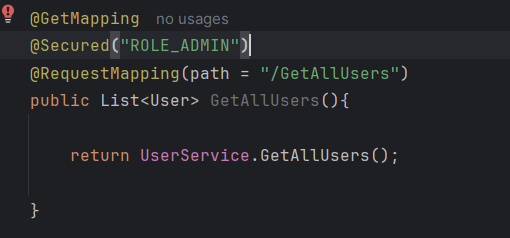 @GetMapping no usages
@Secured("ROLE_ADMIN")
@RequestMapping(path = "/GetAllUsers")
public List<User> GetAllUsers(){
return UserService.GetAllUsers();
}